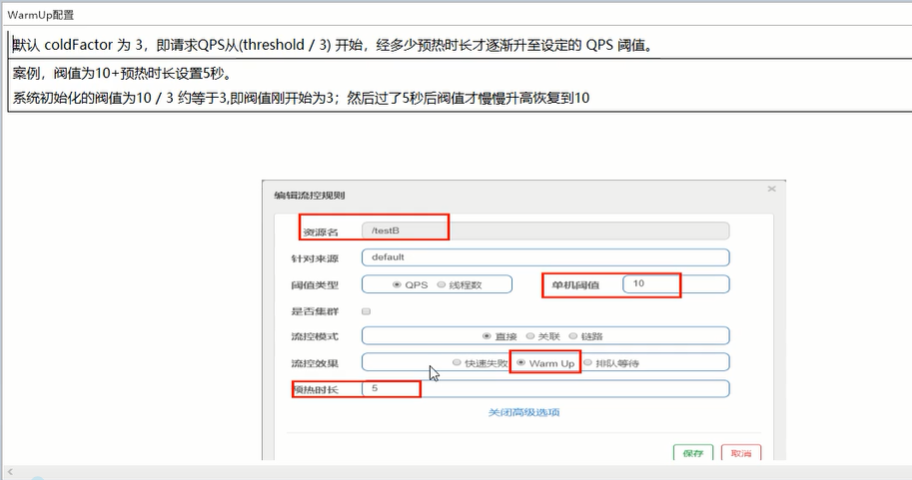 WarmUp配置
默认 coldFactor 为 3，即请求QPS从(threshold / 3) 开始，经多少预热时长才逐渐升至设定的 QPS 阈值。
案例，阀值为10+预热时长设置5秒。
系统初始化的阀值为10 / 3 约等于3,即阀值刚开始为3；然后过了5秒后阀值才慢慢升高恢复到10
编辑流控规则
资源名 /testB
针对来源 default
阈值类型 QPS 线程数 单机阈值 10
是否集群
流控模式 直接 关联 链路
流控效果 快速失败 Warm Up 排队等待
预热时长 5
关闭高级选项
保存 取消